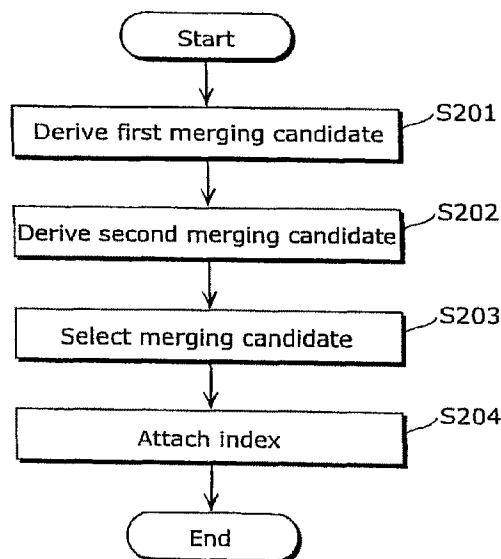 Start
S201
Derive first merging candidate
S202
Derive second merging candidate
S203
Select merging candidate
S204
Attach index
End